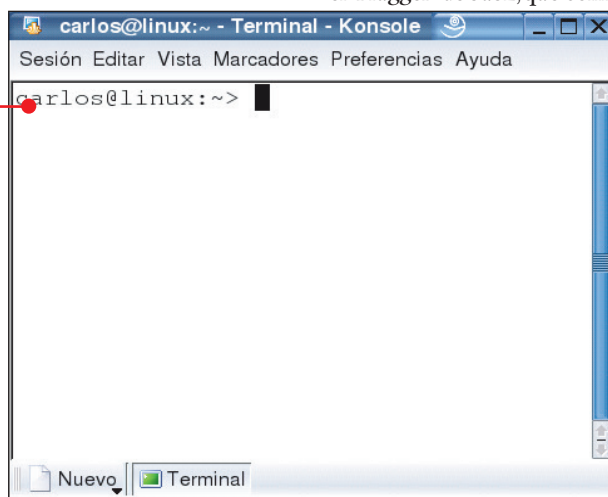 carlos@linux:~ - Terminal - Konsole
Sesión Editar Vista Marcadores Preferencias Ayuda
carlos@linux:~>
Nuevo Terminal